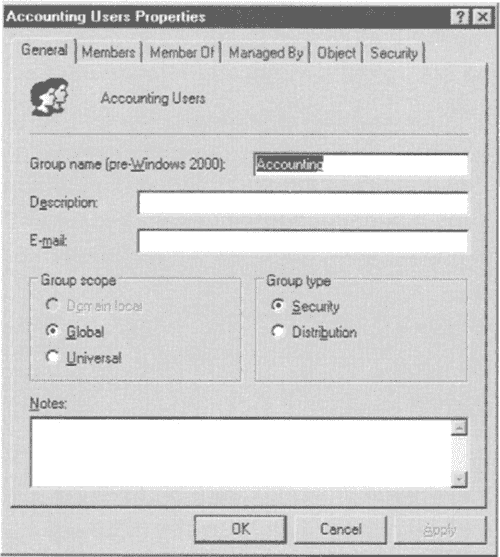 Accounting Users Properties
General Members Member Of Managed By Object Security
Accounting Users
Group name (pre-Windows 2000): Accounting
Description:
E-mail:
Group scope Group type
Domain local Security
Global Distribution
Universal
Notes:
OK Cancel Apply